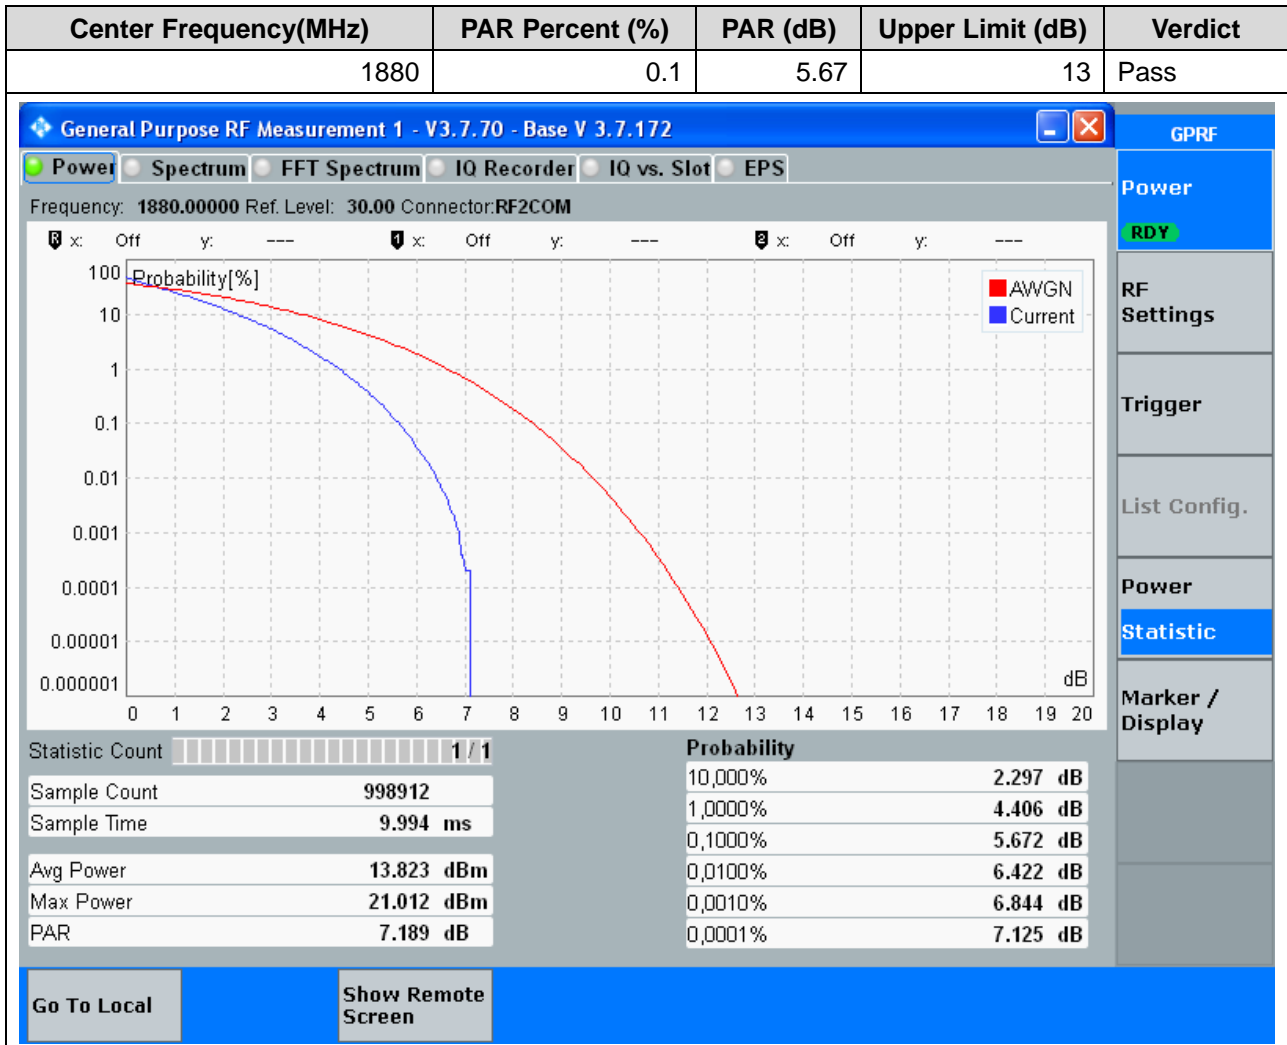 Center Frequency(MHz) PAR Percent (%) PAR (dB) Upper Limit (dB) Verdict
1880 0.1 5.67 13 Pass
General Purpose RF Measurement 1 - V3.7.70 - Base V 3.7.172
GPRF
Power Spectrum FFT Spectrum IQ Recorder IQ vs. Slot EPS
Power
RDY
Frequency: 1880.00000 Ref. Level: 30.00 Connector:RF2COM
R x: Off y: --- 1 x: Off y: --- 2 x: Off y: ---
Probability[%]
100
10
1
0.1
0.01
0.001
0.0001
0.00001
0.000001
AWGN
Current
dB
0 1 2 3 4 5 6 7 8 9 10 11 12 13 14 15 16 17 18 19 20
RF
Settings
Trigger
List Config.
Power
Statistic
Marker /
Display
Statistic Count 1 / 1
Sample Count 998912
Sample Time 9.994 ms
Avg Power 13.823 dBm
Max Power 21.012 dBm
PAR 7.189 dB
Probability
10,000% 2.297 dB
1,0000% 4.406 dB
0,1000% 5.672 dB
0,0100% 6.422 dB
0,0010% 6.844 dB
0,0001% 7.125 dB
Go To Local
Show Remote
Screen